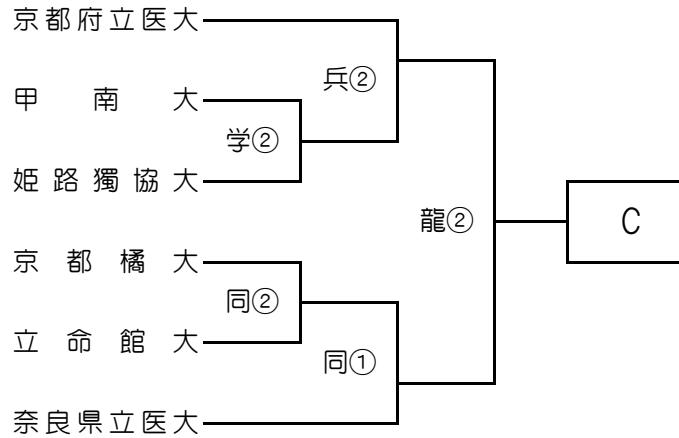 京都府立医大
兵②
甲南大
学②
姫路獨協大
龍②
C
京都橘大
同②
立命館大
同①
奈良県立医大